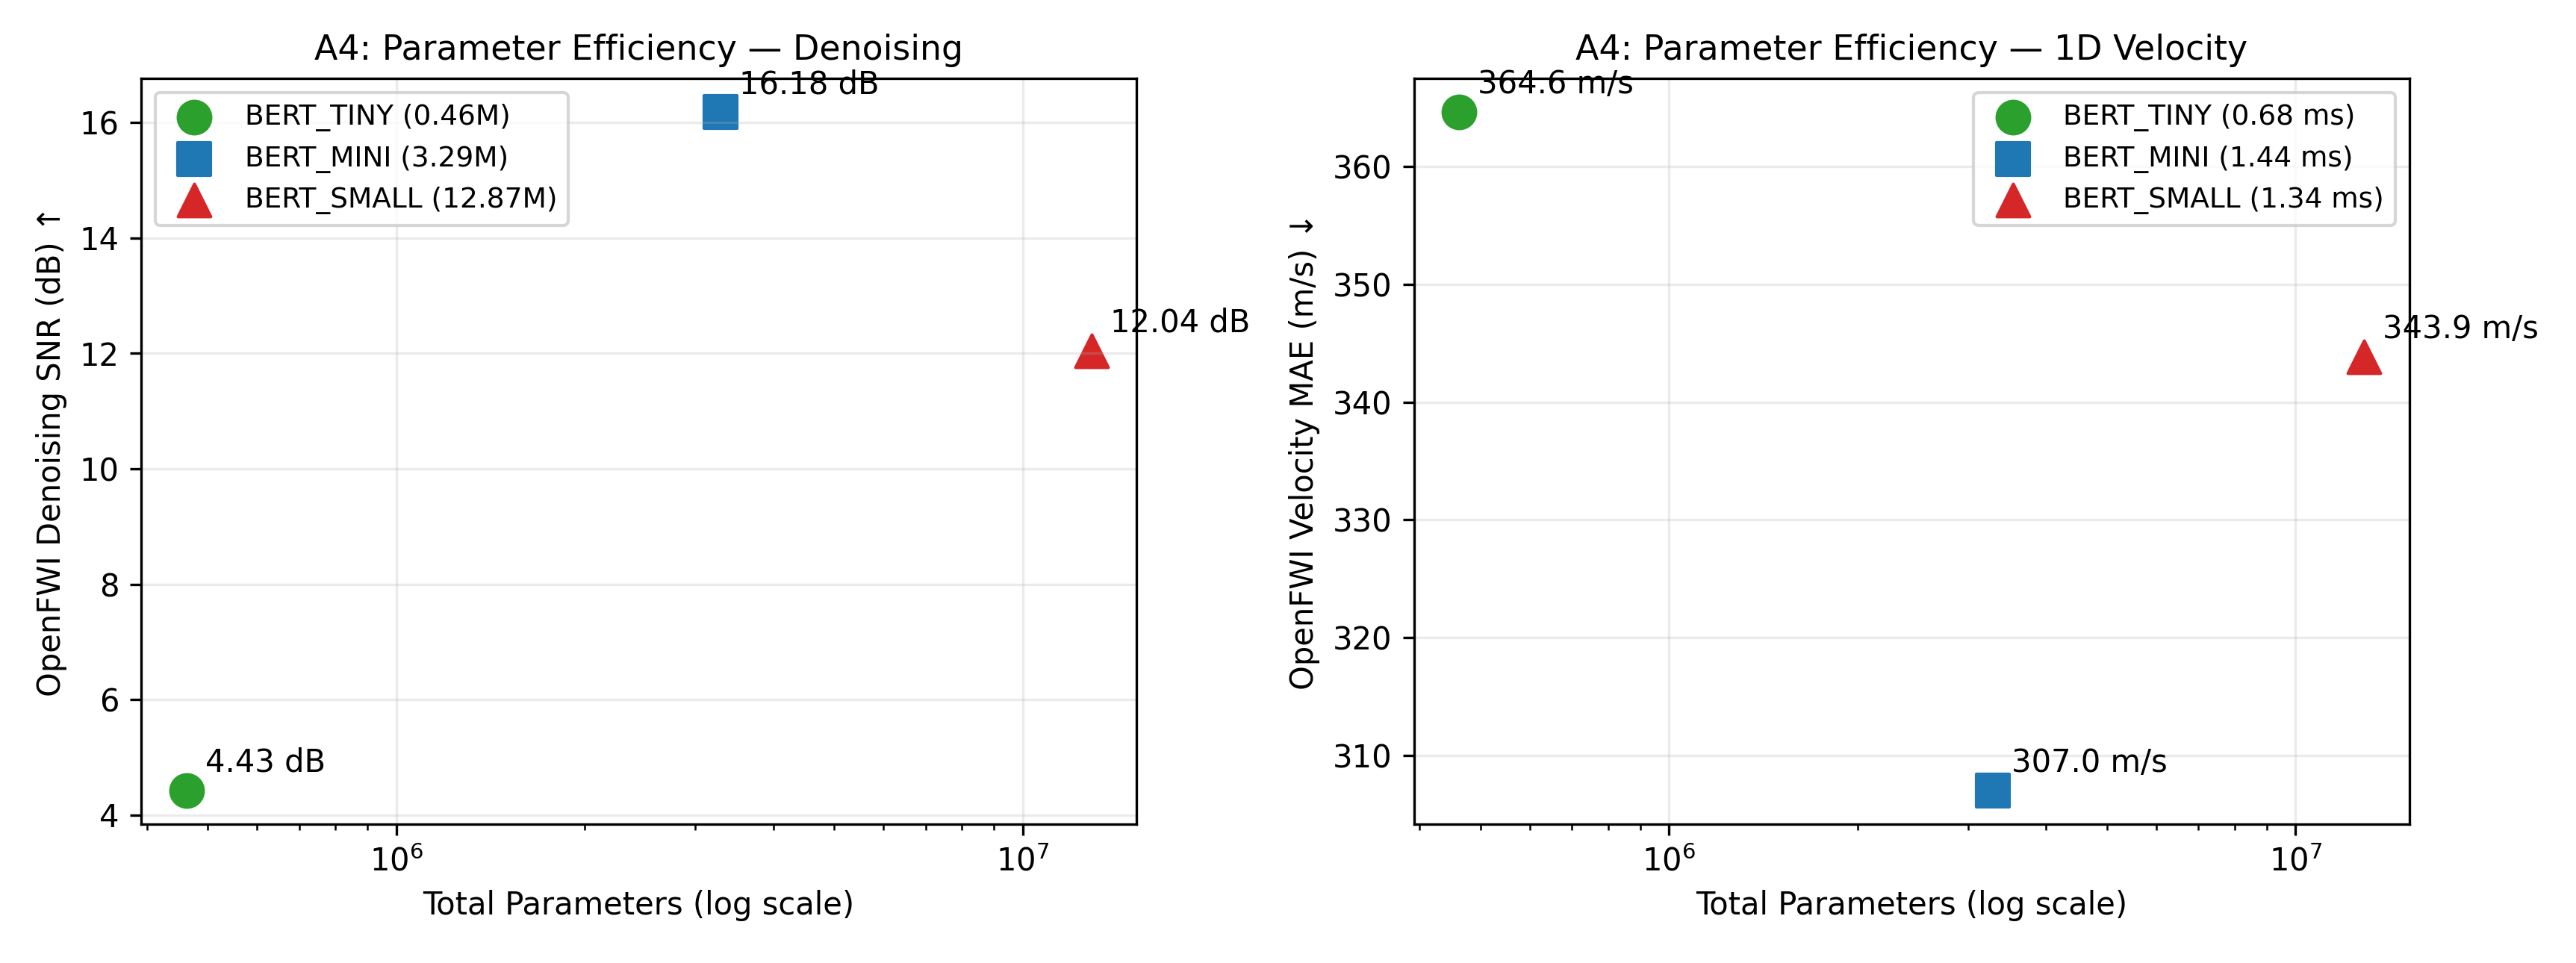 A4: Parameter Efficiency — Denoising
16.18 dB
BERT_TINY (0.46M)
BERT_MINI (3.29M)
BERT_SMALL (12.87M)
12.04 dB
4.43 dB
16
14
12
10
8
6
4
10⁶
10⁷
OpenFWI Denoising SNR (dB) ↑
Total Parameters (log scale)
A4: Parameter Efficiency — 1D Velocity
364.6 m/s
BERT_TINY (0.68 ms)
BERT_MINI (1.44 ms)
BERT_SMALL (1.34 ms)
343.9 m/s
307.0 m/s
360
350
340
330
320
310
10⁶
10⁷
OpenFWI Velocity MAE (m/s) ↓
Total Parameters (log scale)